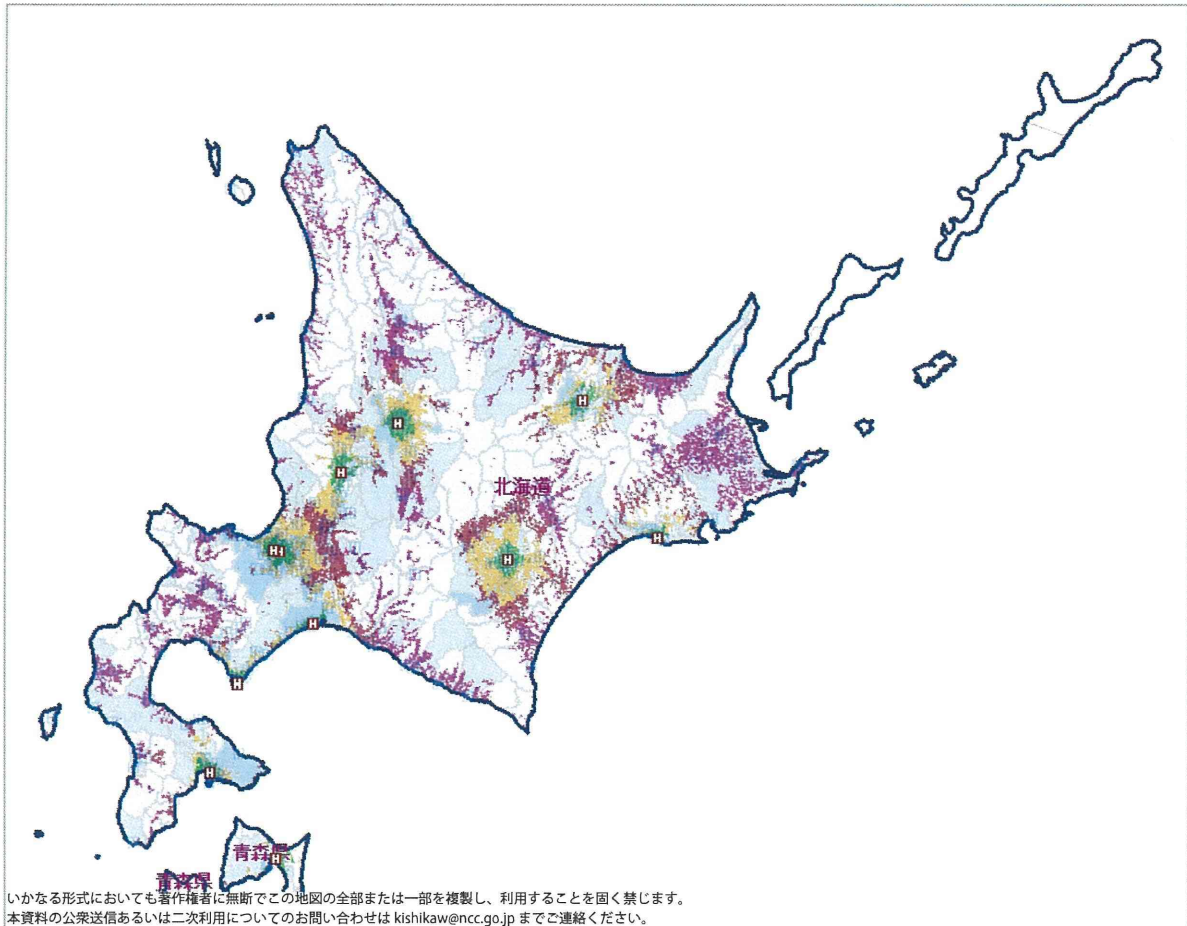 北海道
青森県
青森県
いかなる形式においても著作権者に無断でこの地図の全部または一部を複製し、利用することを固く禁じます。
本資料の公衆送信あるいは二次利用についてのお問い合わせは kishikaw@ncc.go.jp までご連絡ください。
H
H
H
H
H
H
H
H
H
H